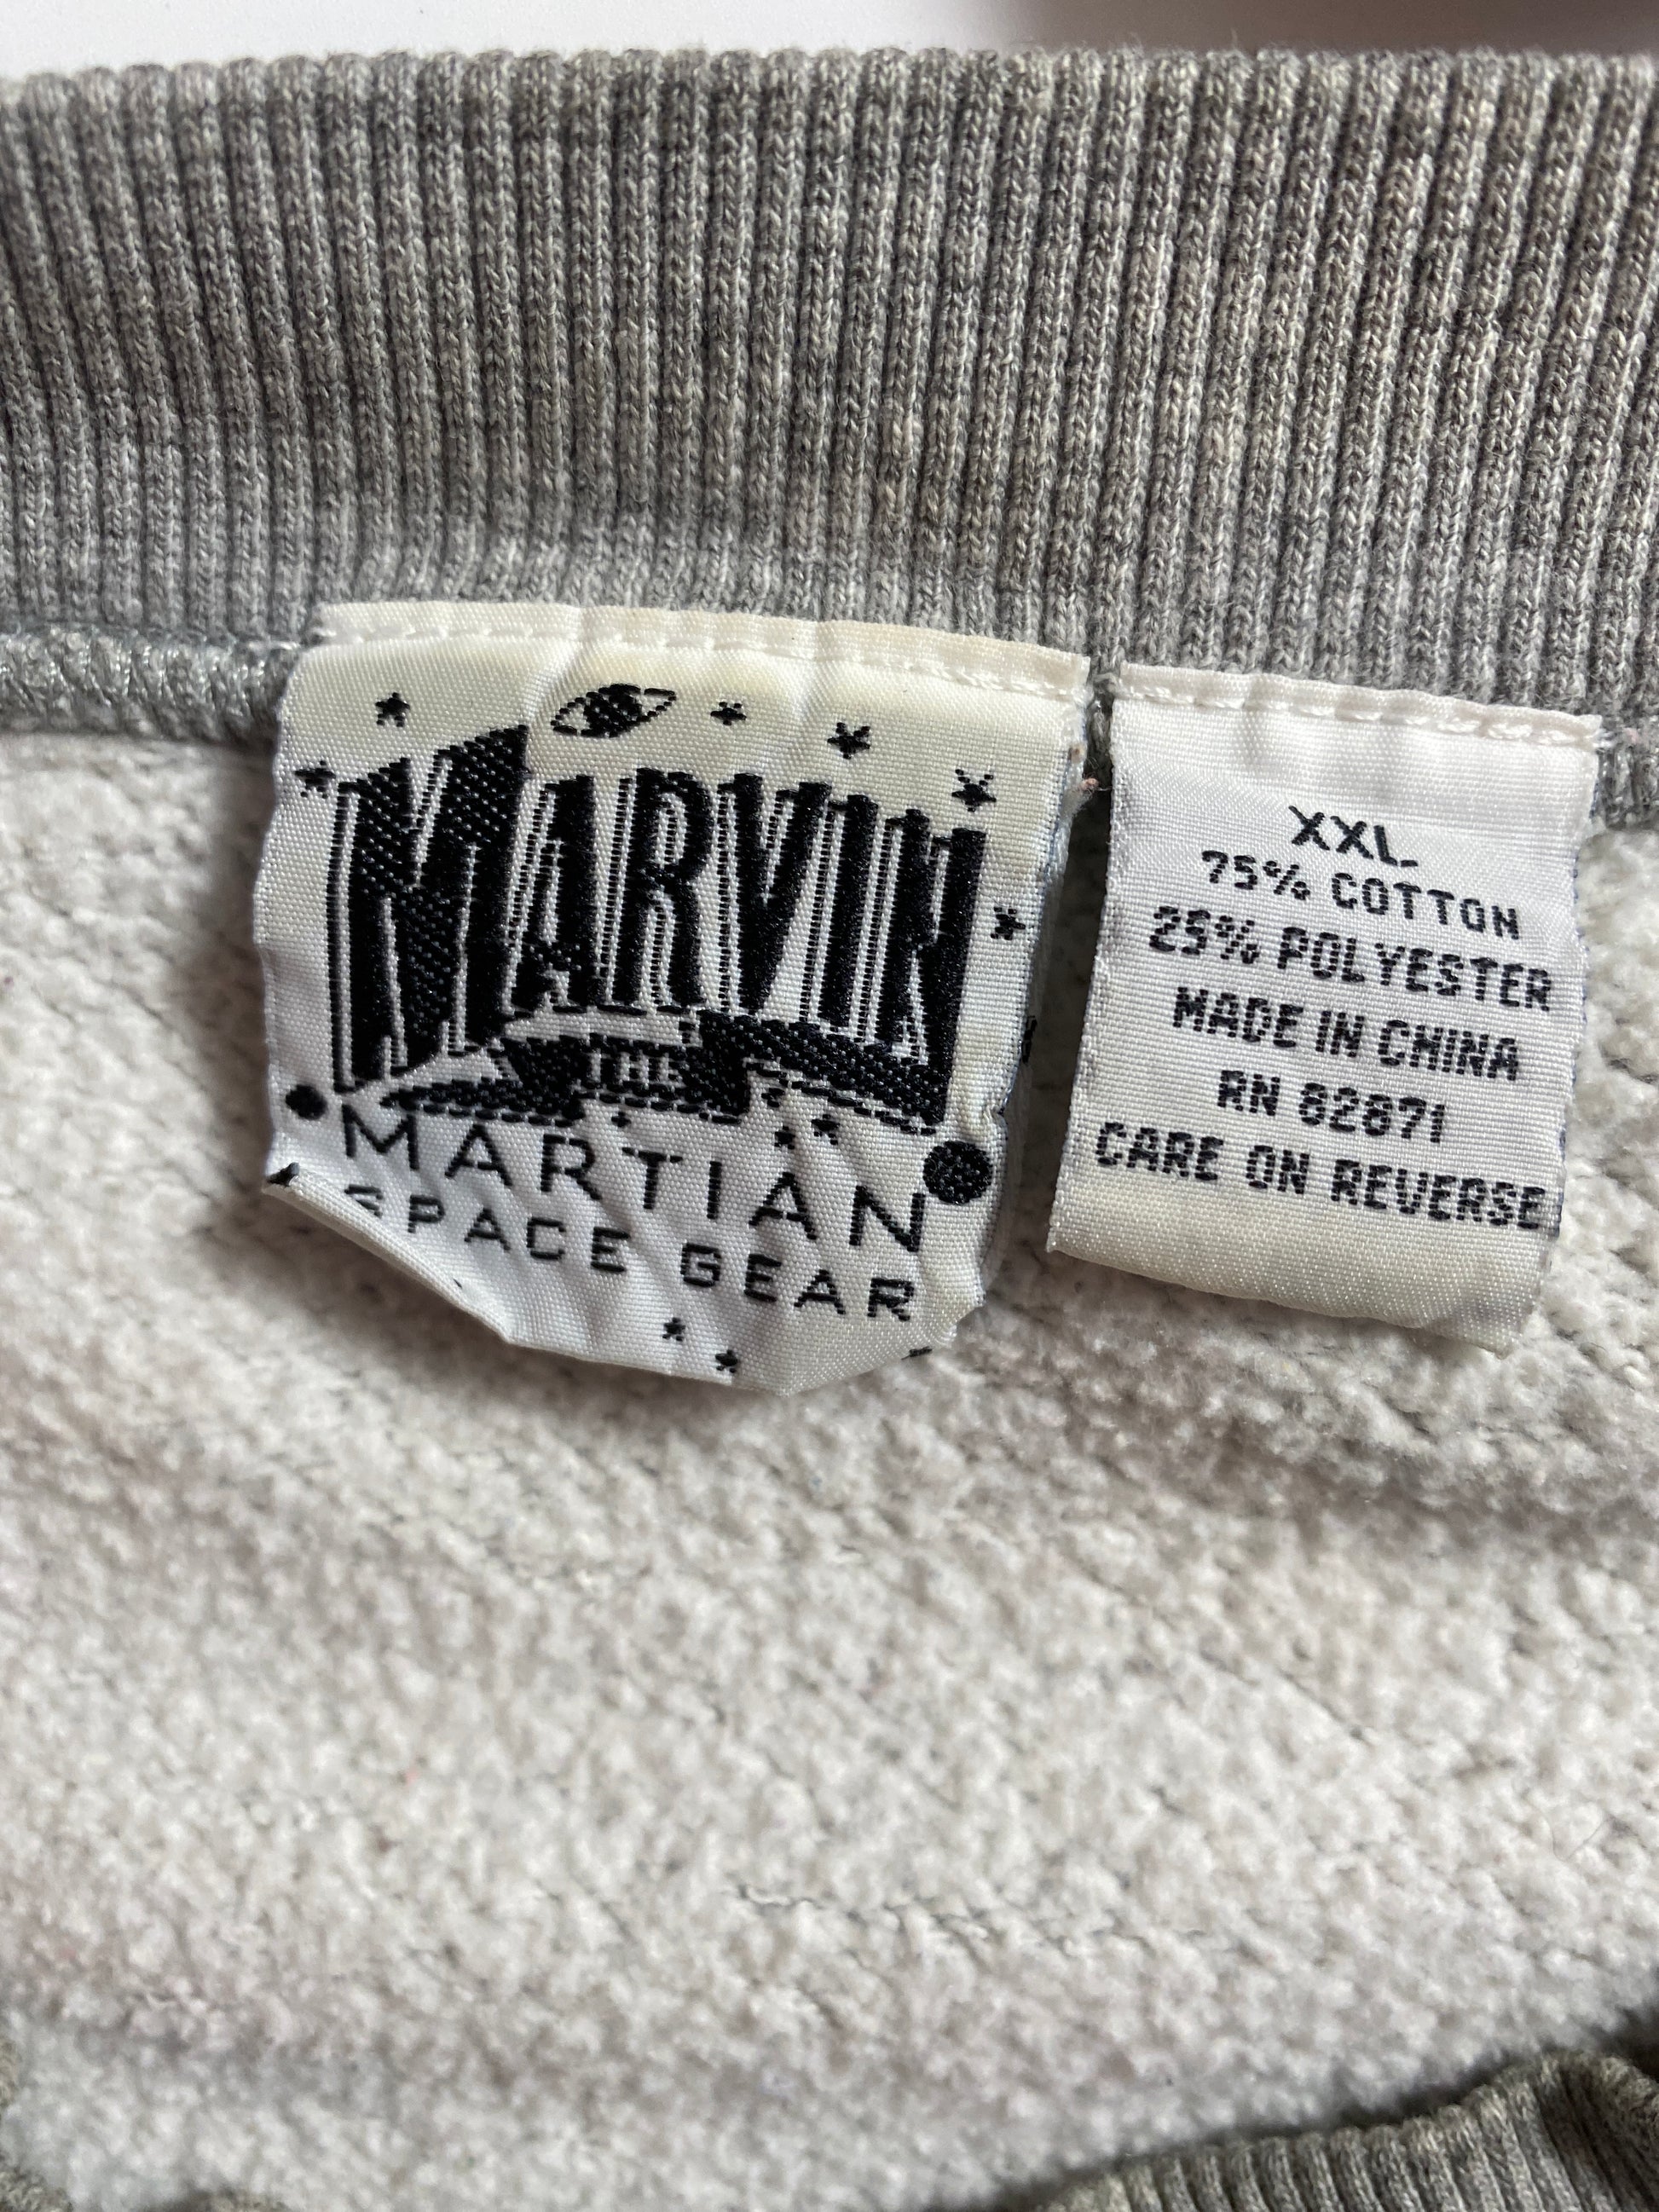 MARVIN
THE
MARTIAN
SPACE GEAR
XXL
75% COTTON
25% POLYESTER
MADE IN CHINA
RN 82871
CARE ON REVERSE